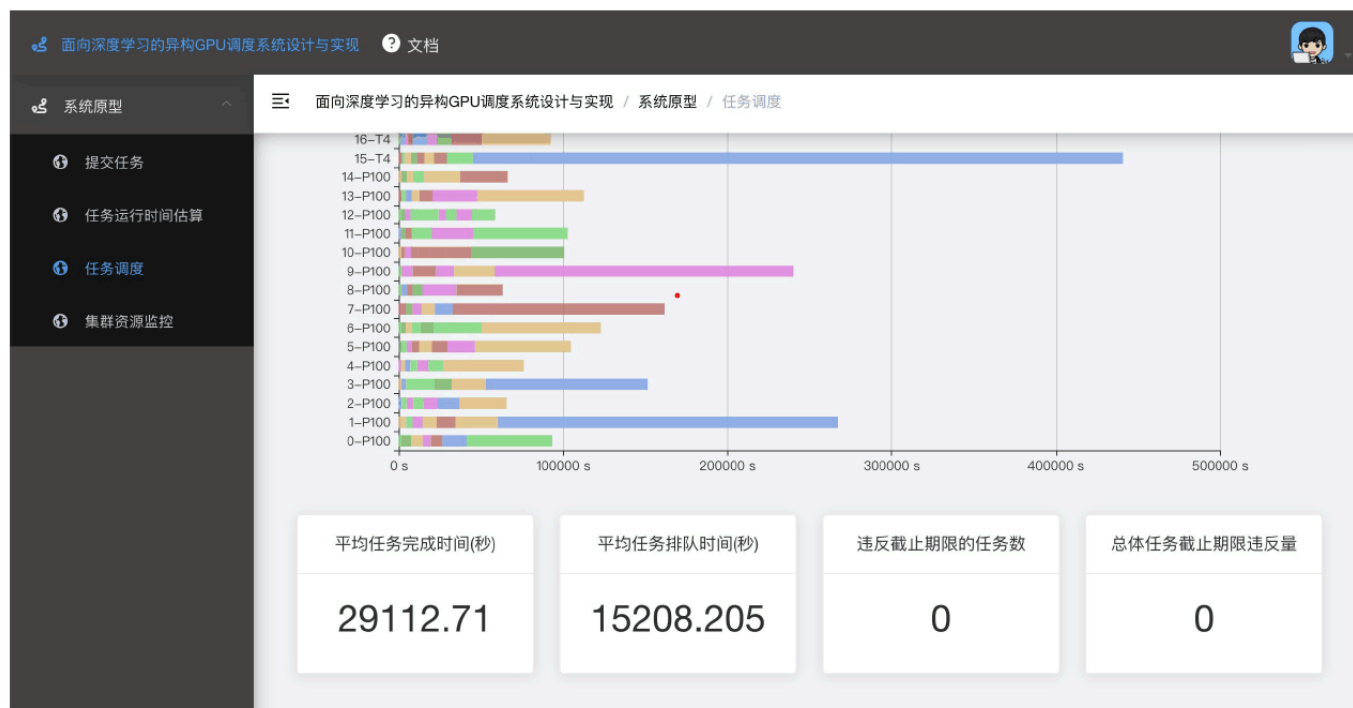 面向深度学习的异构GPU调度系统设计与实现 ? 文档
系统原型
面向深度学习的异构GPU调度系统设计与实现 / 系统原型 / 任务调度
提交任务
任务运行时间估算
任务调度
集群资源监控
16-T4
15-T4
14-P100
13-P100
12-P100
11-P100
10-P100
9-P100
8-P100
7-P100
6-P100
5-P100
4-P100
3-P100
2-P100
1-P100
0-P100
0 s 100000 s 200000 s 300000 s 400000 s 500000 s
平均任务完成时间(秒) 平均任务排队时间(秒) 违反截止期限的任务数 总体任务截止期限违反量
29112.71 15208.205 0 0